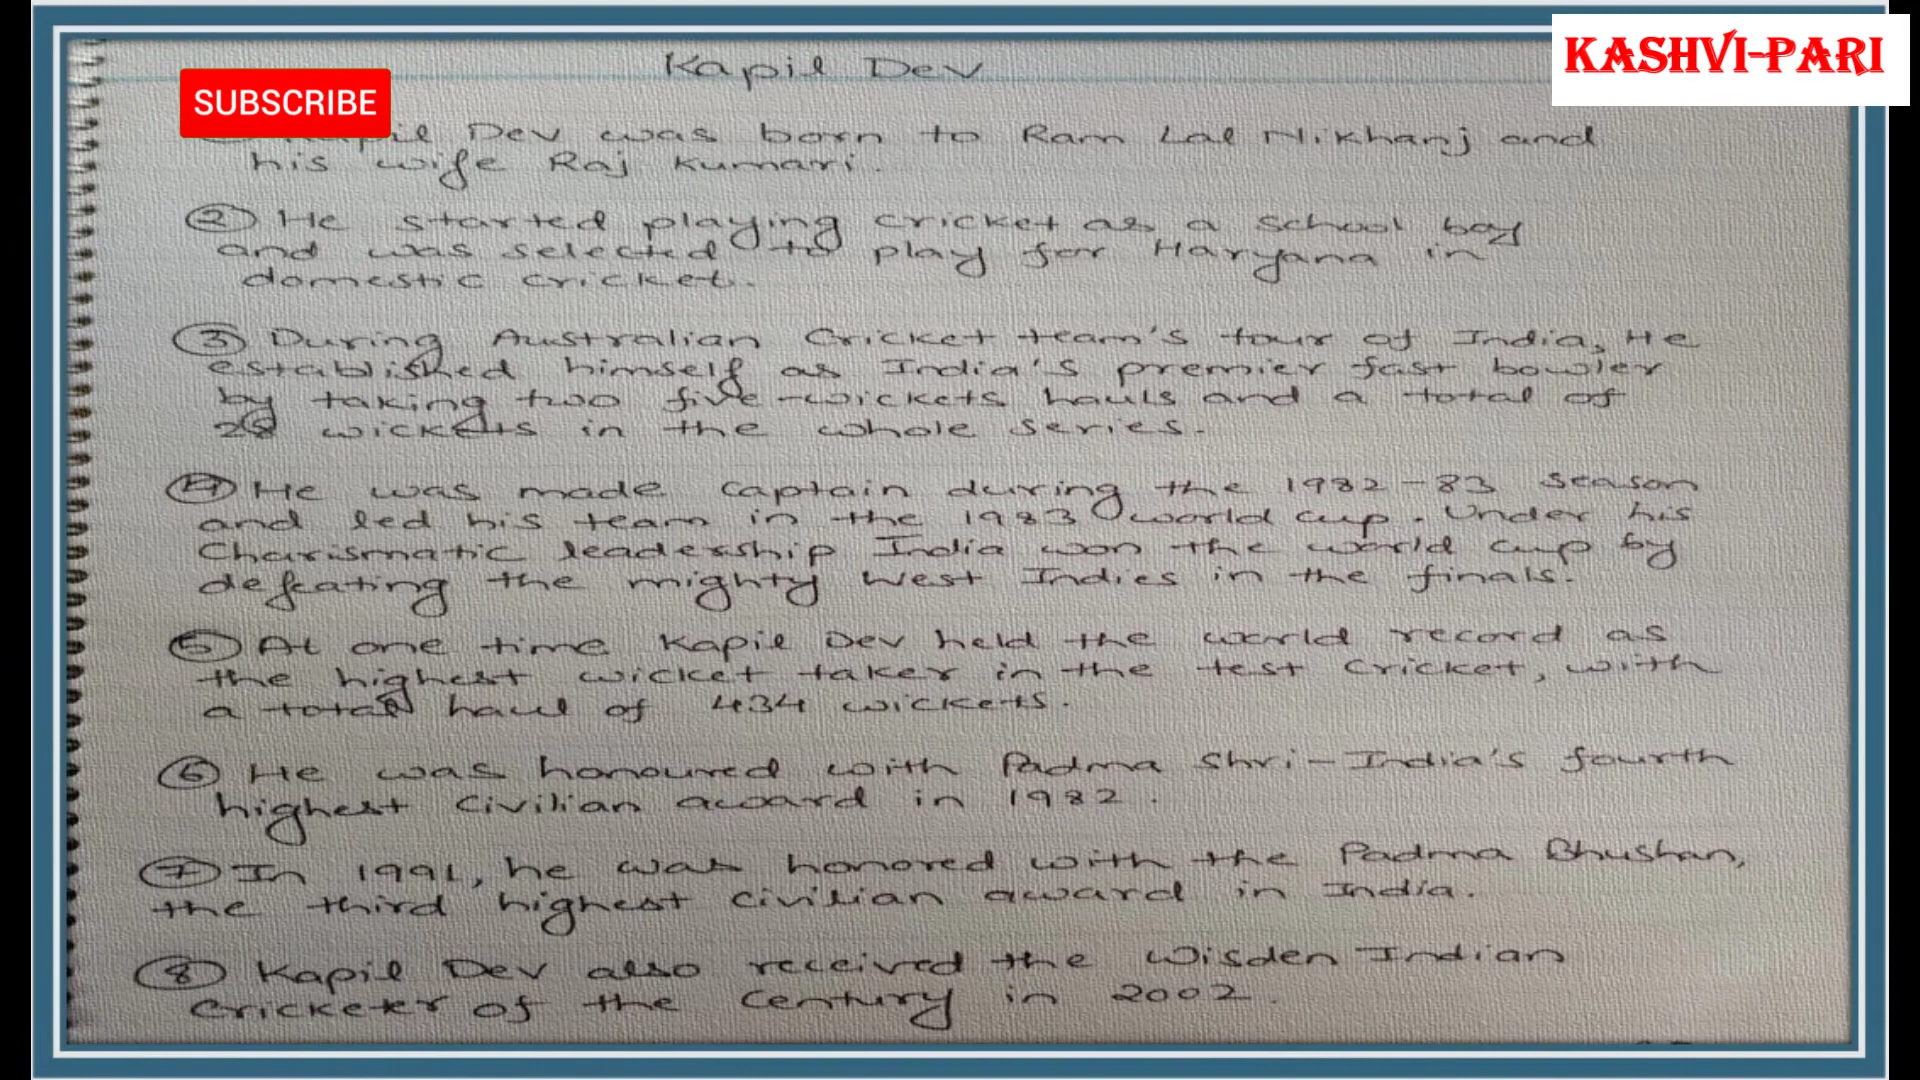 Kapil Dev
KASHVI-PARI
SUBSCRIBE
pil Dev was born to Ram Lal Nikhanj and
his wife Raj Kumari.
2 He started playing cricket as a school boy
and was selected to play for Haryana in
domestic cricket.
3 During Australian Cricket team's tour of India, He
established himself as India's premier fast bowler
by taking two five-wickets hauls and a total of
28 wickets in the whole series.
4 He was made captain during the 1982-83 season
and led his team in the 1983 world cup. Under his
Charismatic leadership India won the world cup by
defeating the mighty West Indies in the finals.
5 At one time Kapil Dev held the world record as
the highest wicket taker in the test cricket, with
a total haul of 434 wickets.
6 He was honoured with Padma Shri-India's fourth
highest civilian award in 1982.
7 In 1991, he was honored with the Padma Bhushan,
the third highest civilian award in India.
8 Kapil Dev also received the Wisden Indian
Cricketer of the Century in 2002.